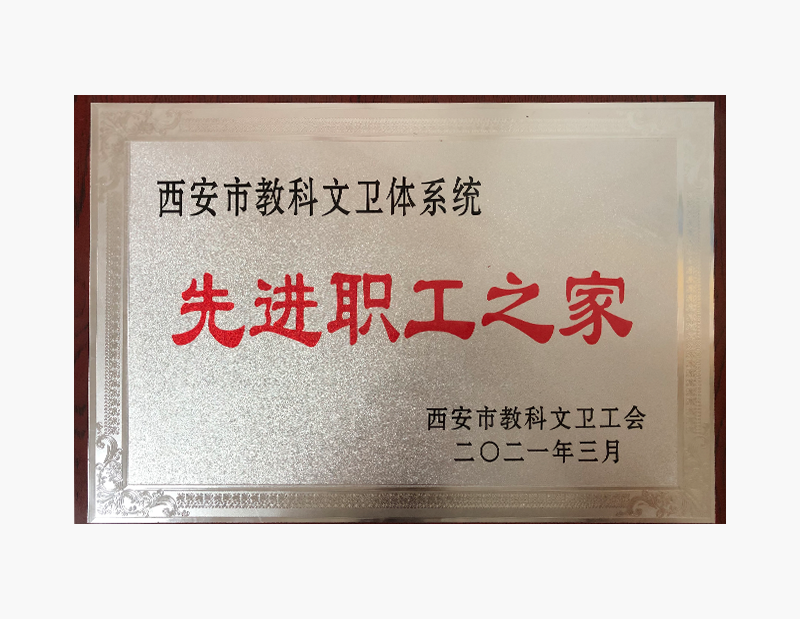 西安市教科文卫体系统
先进职工之家
西安市教科文卫工会
二〇二一年三月